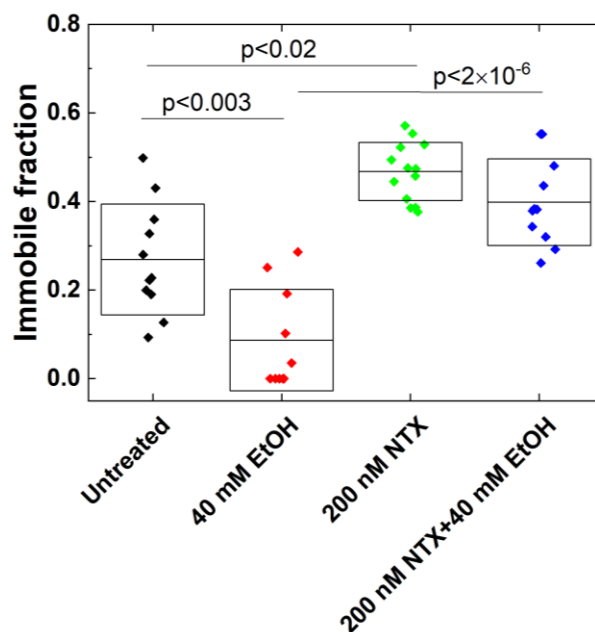 0.8
p<0.02
p<2×10⁻⁶
0.6
p<0.003
0.4
0.2
0.0
Immobile fraction
Untreated
40 mM EtOH
200 nM NTX
200 nM NTX+40 mM EtOH